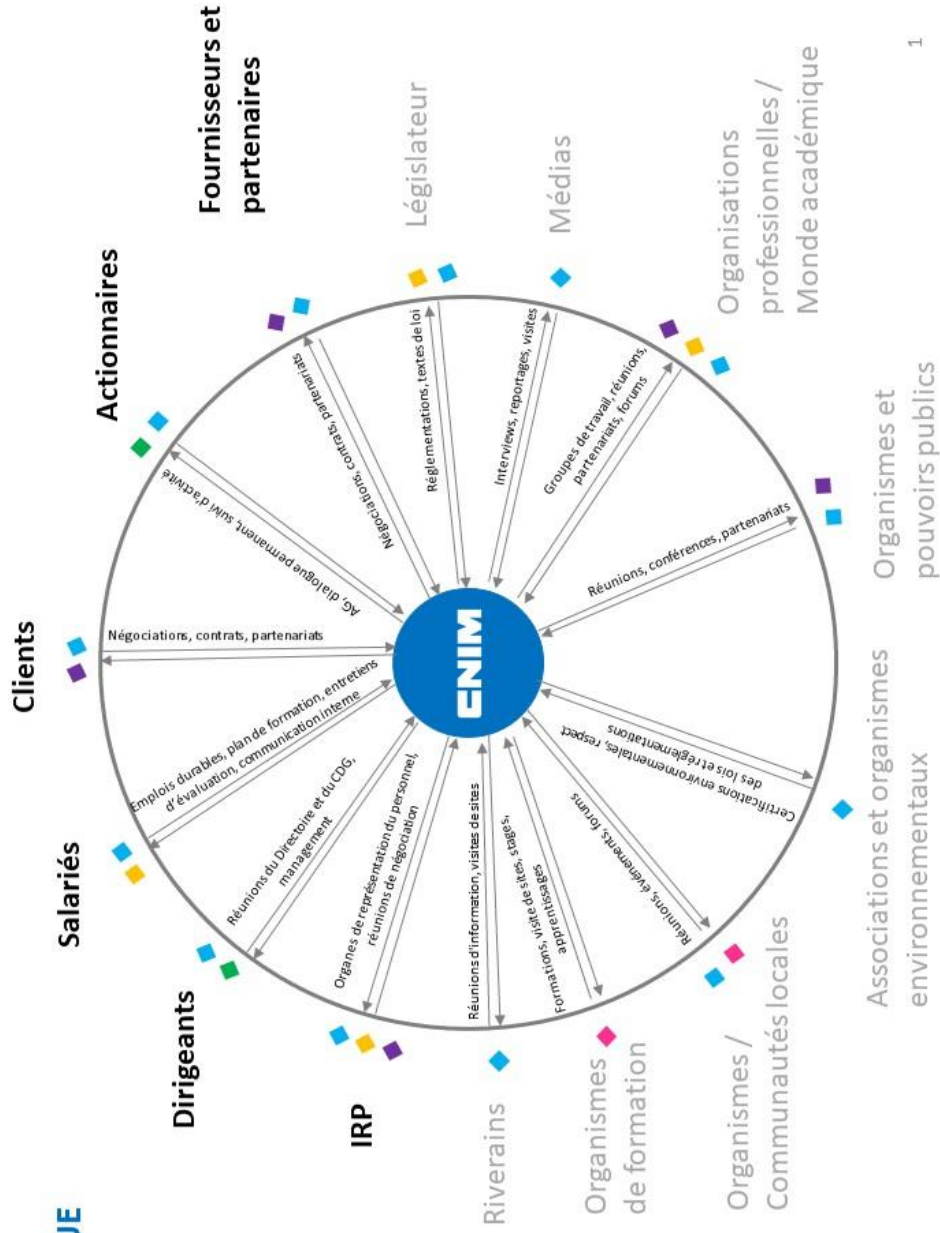 UE
Clients
Actionnaires
Fournisseurs et
partenaires
Législateur
Médias
Organisations
professionnelles /
Monde académique
Organismes et
pouvoirs publics
Associations et organismes
environnementaux
Organismes /
Communautés locales
Organismes
de formation
Riverains
IRP
Dirigeants
Salariés
Négociations, contrats, partenariats
AG, dialogue permanent, suivi d'activité
Négociations, contrats, partenariats
Réglementations, textes de loi
Interviews, reportages, visites
Groupes de travail, réunions,
partenariats, forums
Réunions, conférences, partenariats
Certifications environnementales, respect
des lois et réglementations
Réunions, événements, forums
Formations, visite de sites, stages,
apprentissages
Réunions d'information, visites de sites
Organes de représentation du personnel,
réunions de négociation
Réunions du Directoire et du CDG,
management
Emplois durables, plan de formation, entretiens
d'évaluation, communication interne
CNIM
1